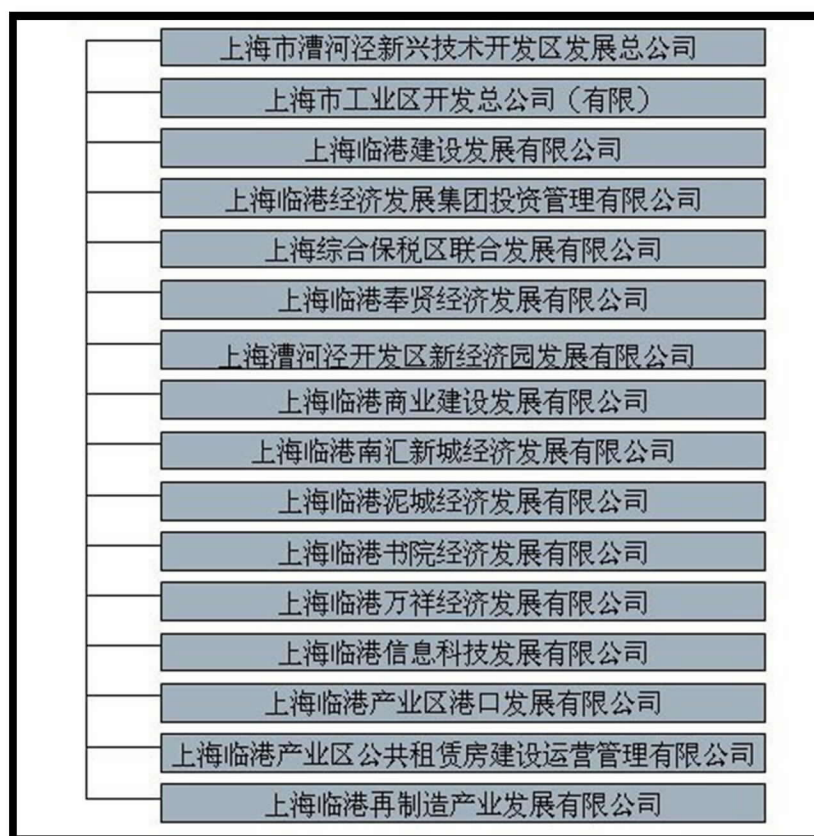 上海市漕河泾新兴技术开发区发展总公司
上海市工业区开发总公司（有限）
上海临港建设发展有限公司
上海临港经济发展集团投资管理有限公司
上海综合保税区联合发展有限公司
上海临港奉贤经济发展有限公司
上海漕河泾开发区新经济园发展有限公司
上海临港商业建设发展有限公司
上海临港南汇新城经济发展有限公司
上海临港泥城经济发展有限公司
上海临港书院经济发展有限公司
上海临港万祥经济发展有限公司
上海临港信息科技发展有限公司
上海临港产业区港口发展有限公司
上海临港产业区公共租赁房建设运营管理有限公司
上海临港再制造产业发展有限公司